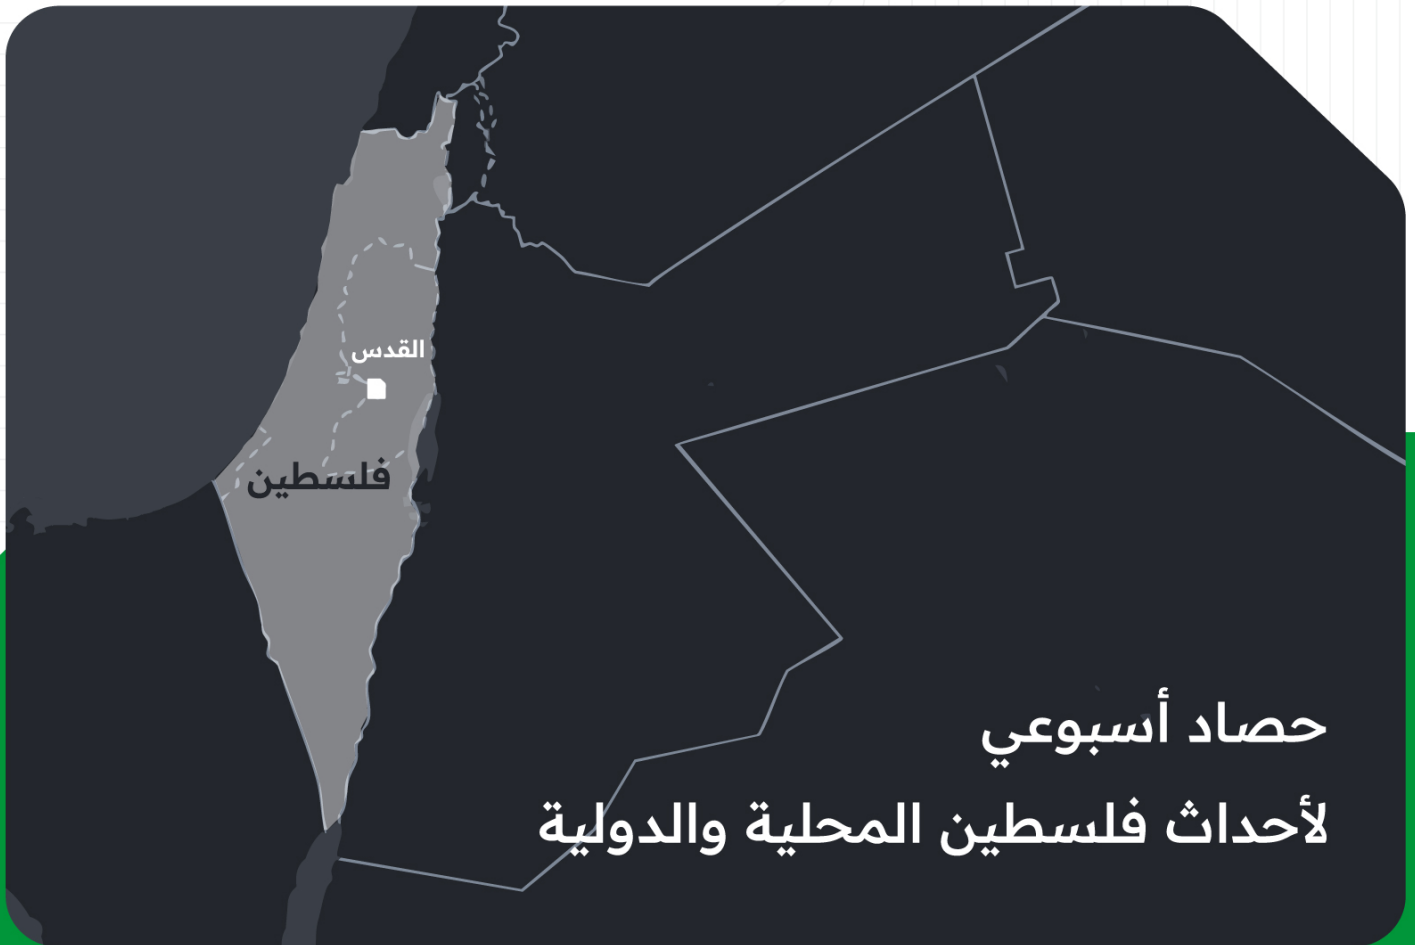 القدس
فلسطين
حصاد أسبوعي
لأحداث فلسطين المحلية والدولية